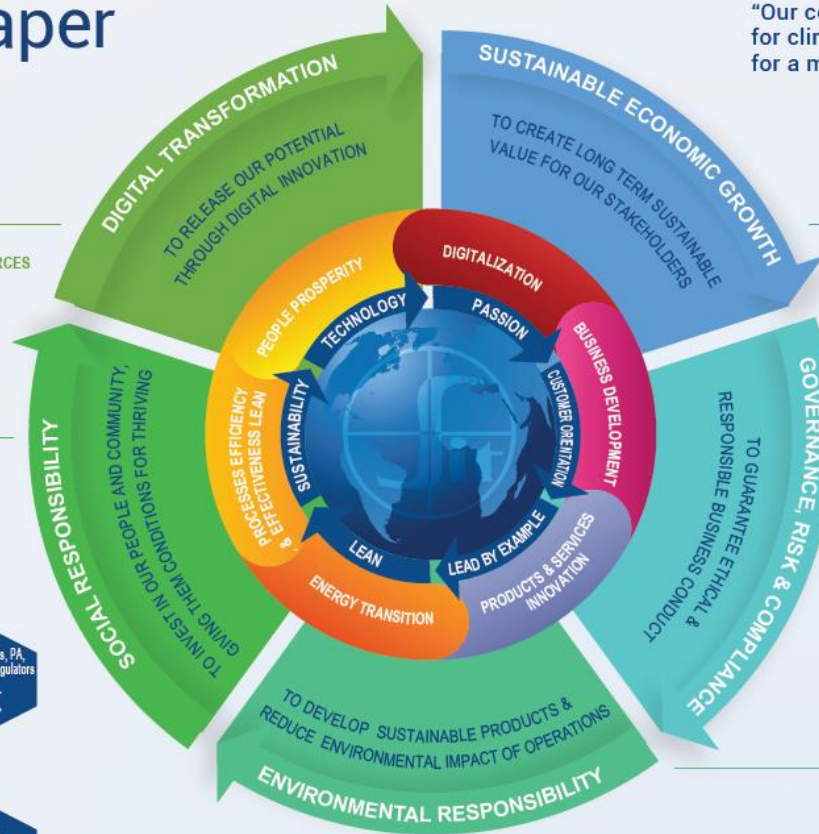 aper
"Our co
for clim
for a m
DIGITAL TRANSFORMATION
TO RELEASE OUR POTENTIAL
THROUGH DIGITAL INNOVATION
SUSTAINABLE ECONOMIC GROWTH
TO CREATE LONG TERM SUSTAINABLE
VALUE FOR OUR STAKEHOLDERS
GOVERNANCE, RISK & COMPLIANCE
TO GUARANTEE ETHICAL &
RESPONSIBLE BUSINESS CONDUCT
ENVIRONMENTAL RESPONSIBILITY
TO DEVELOP SUSTAINABLE PRODUCTS &
REDUCE ENVIRONMENTAL IMPACT OF OPERATIONS
SOCIAL RESPONSIBILITY
TO INVEST IN OUR PEOPLE AND COMMUNITY,
GIVING THEM CONDITIONS FOR THRIVING
RCES
DIGITALIZATION
BUSINESS DEVELOPMENT
PRODUCTS & SERVICES
INNOVATION
ENERGY TRANSITION
PROCESSES EFFICIENCY
& EFFECTIVENESS LEAN
PEOPLE PROSPERITY
TECHNOLOGY
PASSION
CUSTOMER ORIENTATION
LEAD BY EXAMPLE
LEAN
SUSTAINABILITY
s, PA,
gulators